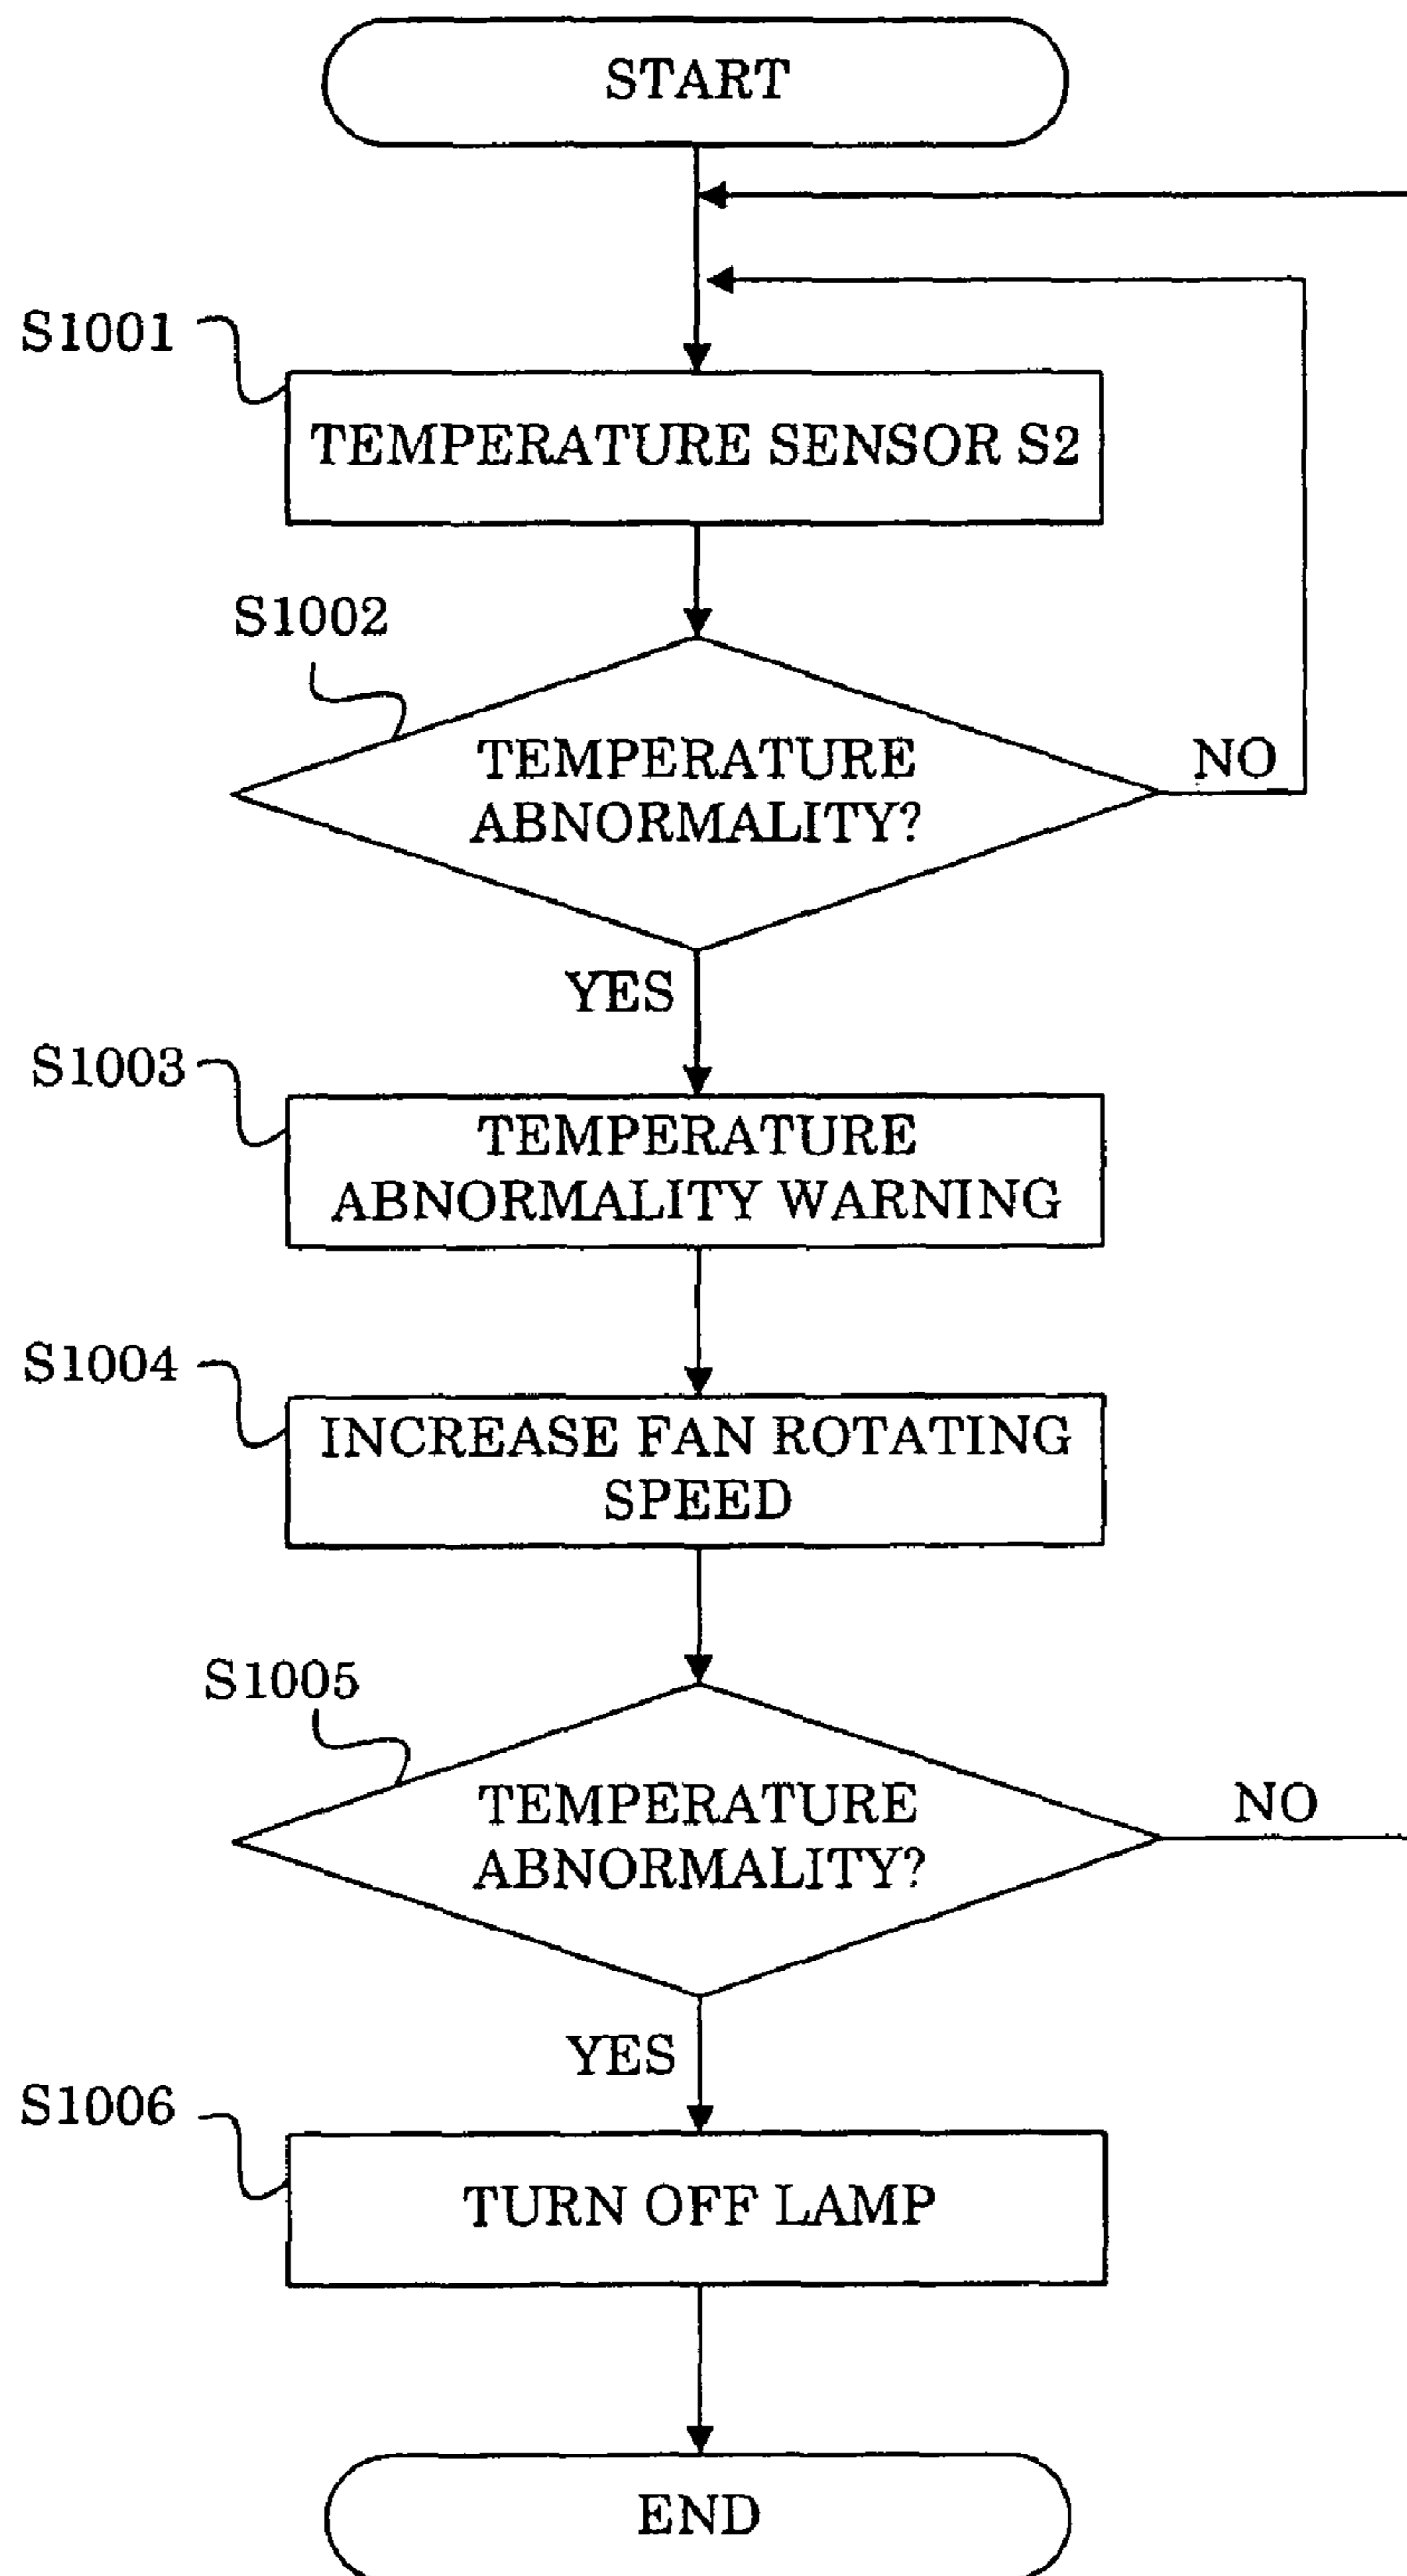 START
S1001
TEMPERATURE SENSOR S2
S1002
TEMPERATURE
ABNORMALITY?
NO
YES
S1003
TEMPERATURE
ABNORMALITY WARNING
S1004
INCREASE FAN ROTATING
SPEED
S1005
TEMPERATURE
ABNORMALITY?
NO
YES
S1006
TURN OFF LAMP
END